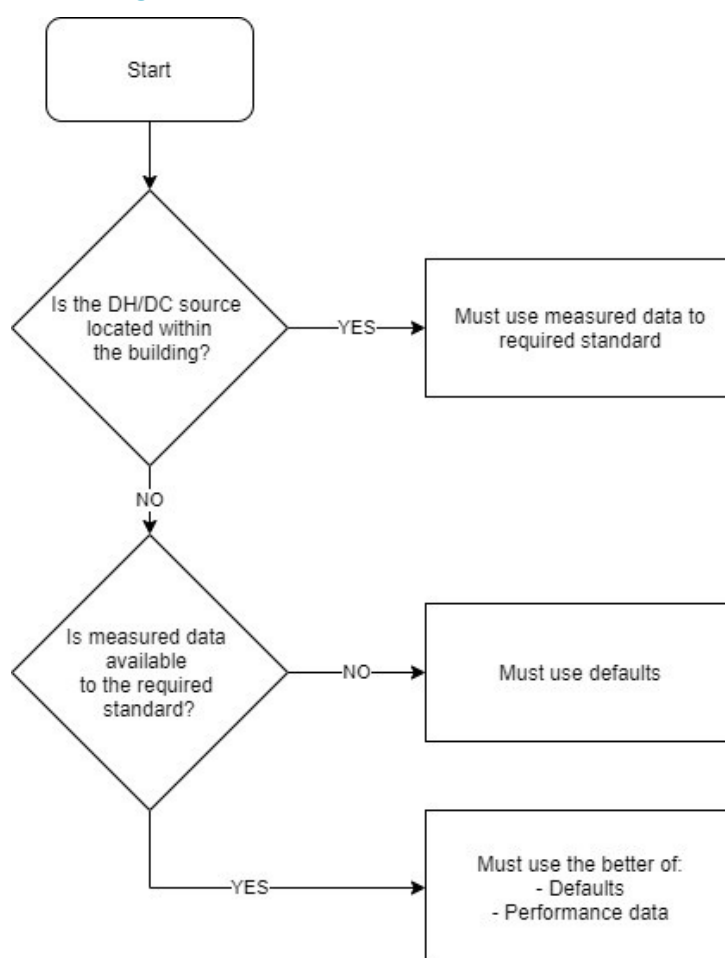 Start
Is the DH/DC source
located within
the building?
YES
Must use measured data to
required standard
NO
Is measured data
available
to the required
standard?
NO
Must use defaults
YES
Must use the better of:
- Defaults
- Performance data